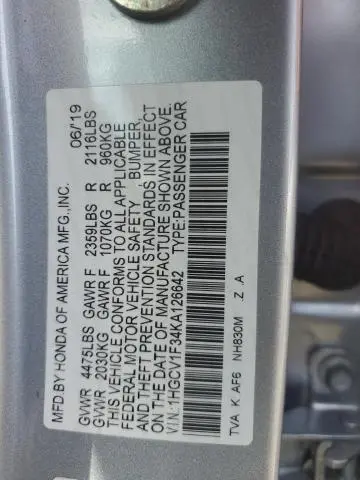 MFD.BY HONDA OF AMERICA MFG.,INC. 06/'19
GVWR 4475LBS GAWR F 2359LBS R 2116LBS
GVWR 2030KG GAWR F 1070KG R 960KG
THIS VEHICLE CONFORMS TO ALL APPLICABLE
FEDERAL MOTOR VEHICLE SAFETY , BUMPER,
AND THEFT PREVENTION STANDARDS IN EFFECT
ON THE DATE OF MANUFACTURE SHOWN ABOVE.
V.I.N:1HGCV1F34KA126642 TYPE:PASSENGER CAR
TVA K AF6 NH830M Z .A